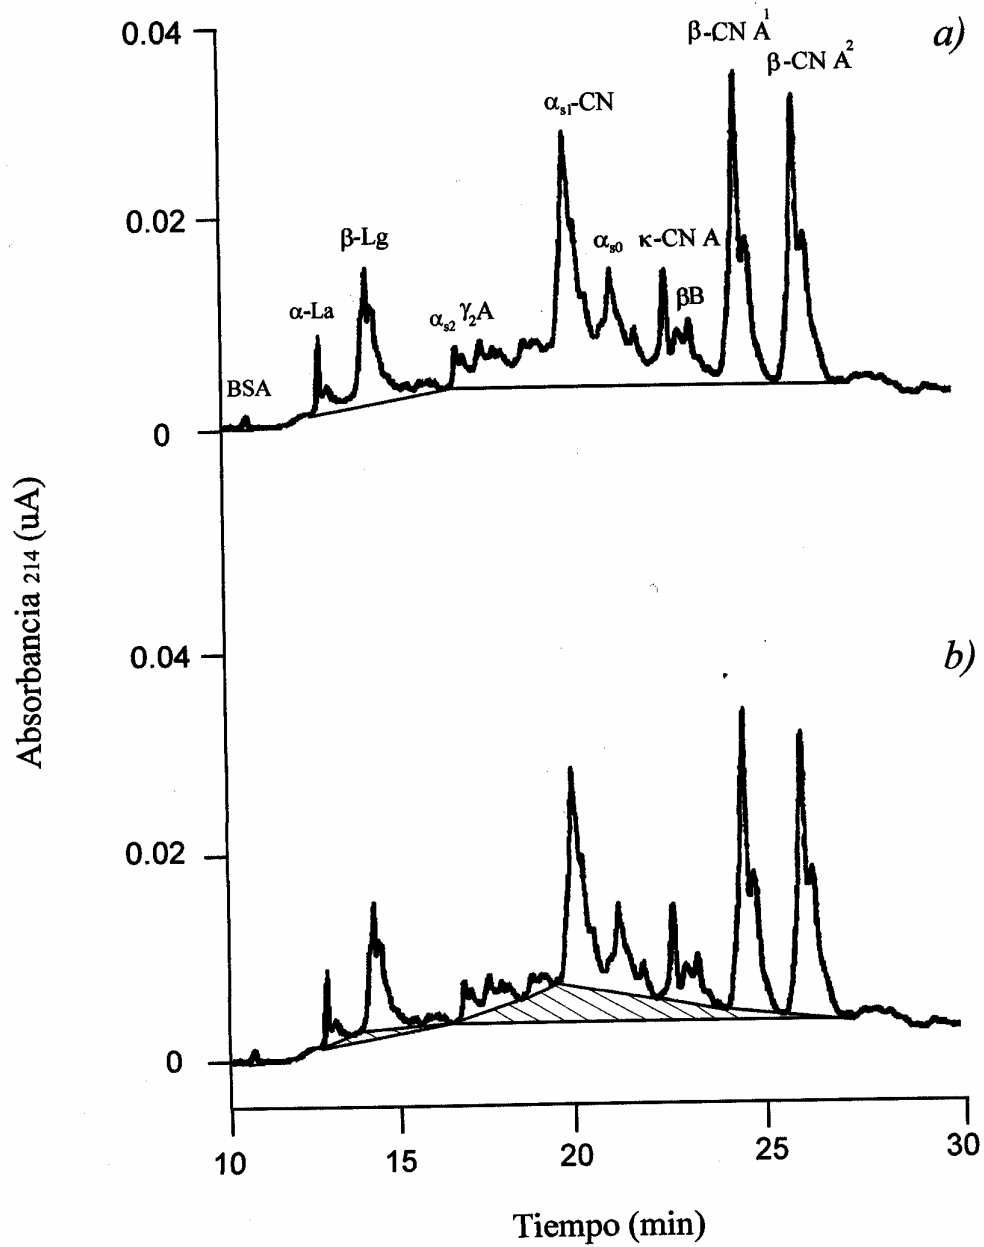 a)
0.04
β-CN A¹
β-CN A²
αs1-CN
0.02
β-Lg
αs0 κ-CN A
α-La
αs2 γ₂A
βB
BSA
0
Absorbancia 214 (uA)
b)
0.04
0.02
0
10 15 20 25 30
Tiempo (min)